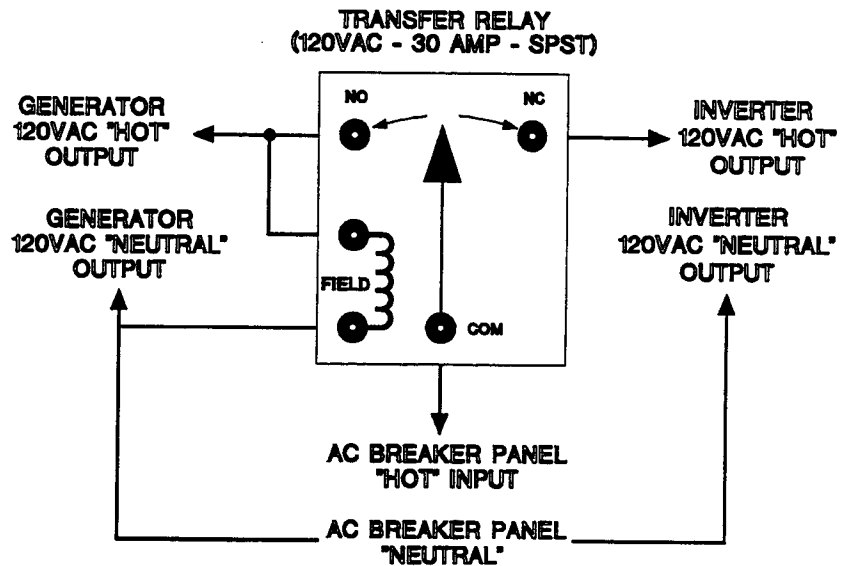 TRANSFER RELAY
(120VAC - 30 AMP - SPST)
NO
NC
GENERATOR
120VAC "HOT"
OUTPUT
INVERTER
120VAC "HOT"
OUTPUT
GENERATOR
120VAC "NEUTRAL"
OUTPUT
INVERTER
120VAC "NEUTRAL"
OUTPUT
FIELD
COM
AC BREAKER PANEL
"HOT" INPUT
AC BREAKER PANEL
"NEUTRAL"